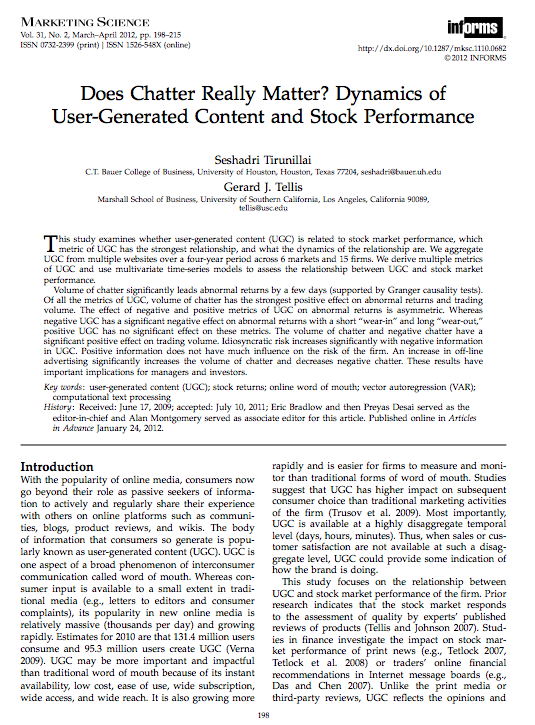 MARKETING SCIENCE
Vol. 31, No. 2, March–April 2012, pp. 198–215
ISSN 0732-2399 (print) | ISSN 1526-548X (online)
informs
http://dx.doi.org/10.1287/mksc.1110.0682
© 2012 INFORMS
Does Chatter Really Matter? Dynamics of
User-Generated Content and Stock Performance
Seshadri Tirunillai
C.T. Bauer College of Business, University of Houston, Houston, Texas 77204, seshadri@bauer.uh.edu
Gerard J. Tellis
Marshall School of Business, University of Southern California, Los Angeles, California 90089,
tellis@usc.edu
This study examines whether user-generated content (UGC) is related to stock market performance, which
metric of UGC has the strongest relationship, and what the dynamics of the relationship are. We aggregate
UGC from multiple websites over a four-year period across 6 markets and 15 firms. We derive multiple metrics
of UGC and use multivariate time-series models to assess the relationship between UGC and stock market
performance.
Volume of chatter significantly leads abnormal returns by a few days (supported by Granger causality tests).
Of all the metrics of UGC, volume of chatter has the strongest positive effect on abnormal returns and trading
volume. The effect of negative and positive metrics of UGC on abnormal returns is asymmetric. Whereas
negative UGC has a significant negative effect on abnormal returns with a short “wear-in” and long “wear-out,”
positive UGC has no significant effect on these metrics. The volume of chatter and negative chatter have a
significant positive effect on trading volume. Idiosyncratic risk increases significantly with negative information
in UGC. Positive information does not have much influence on the risk of the firm. An increase in off-line
advertising significantly increases the volume of chatter and decreases negative chatter. These results have
important implications for managers and investors.
Key words: user-generated content (UGC); stock returns; online word of mouth; vector autoregression (VAR);
computational text processing
History: Received: June 17, 2009; accepted: July 10, 2011; Eric Bradlow and then Preyas Desai served as the
editor-in-chief and Alan Montgomery served as associate editor for this article. Published online in Articles
in Advance January 24, 2012.
Introduction
With the popularity of online media, consumers now
go beyond their role as passive seekers of informa-
tion to actively and regularly share their experience
with others on online platforms such as communi-
ties, blogs, product reviews, and wikis. The body
of information that consumers so generate is popu-
larly known as user-generated content (UGC). UGC is
one aspect of a broad phenomenon of interconsumer
communication called word of mouth. Whereas con-
sumer input is available to a small extent in tradi-
tional media (e.g., letters to editors and consumer
complaints), its popularity in new online media is
relatively massive (thousands per day) and growing
rapidly. Estimates for 2010 are that 131.4 million users
consume and 95.3 million users create UGC (Verna
2009). UGC may be more important and impactful
than traditional word of mouth because of its instant
availability, low cost, ease of use, wide subscription,
wide access, and wide reach. It is also growing more
rapidly and is easier for firms to measure and moni-
tor than traditional forms of word of mouth. Studies
suggest that UGC has higher impact on subsequent
consumer choice than traditional marketing activities
of the firm (Trusov et al. 2009). Most importantly,
UGC is available at a highly disaggregate temporal
level (days, hours, minutes). Thus, when sales or cus-
tomer satisfaction are not available at such a disag-
gregate level, UGC could provide some indication of
how the brand is doing.
This study focuses on the relationship between
UGC and stock market performance of the firm. Prior
research indicates that the stock market responds
to the assessment of quality by experts’ published
reviews of products (Tellis and Johnson 2007). Stud-
ies in finance investigate the impact on stock mar-
ket performance of print news (e.g., Tetlock 2007,
Tetlock et al. 2008) or traders’ online financial
recommendations in Internet message boards (e.g.,
Das and Chen 2007). Unlike the print media or
third-party reviews, UGC reflects the opinions and
198